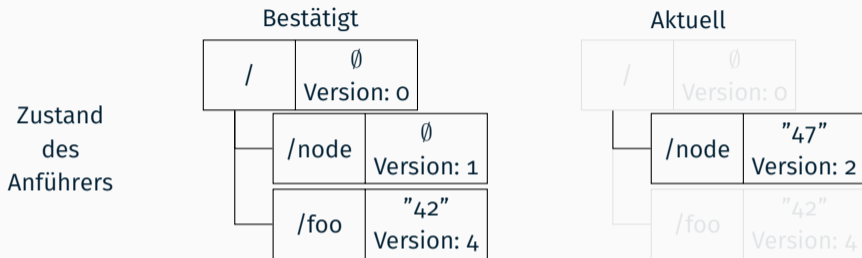 Bestätigt
Aktuell
Zustand
des
Anführers
/
∅
Version: 0
/node
∅
Version: 1
/foo
"42"
Version: 4
/
∅
Version: 0
/node
"47"
Version: 2
/foo
"42"
Version: 4